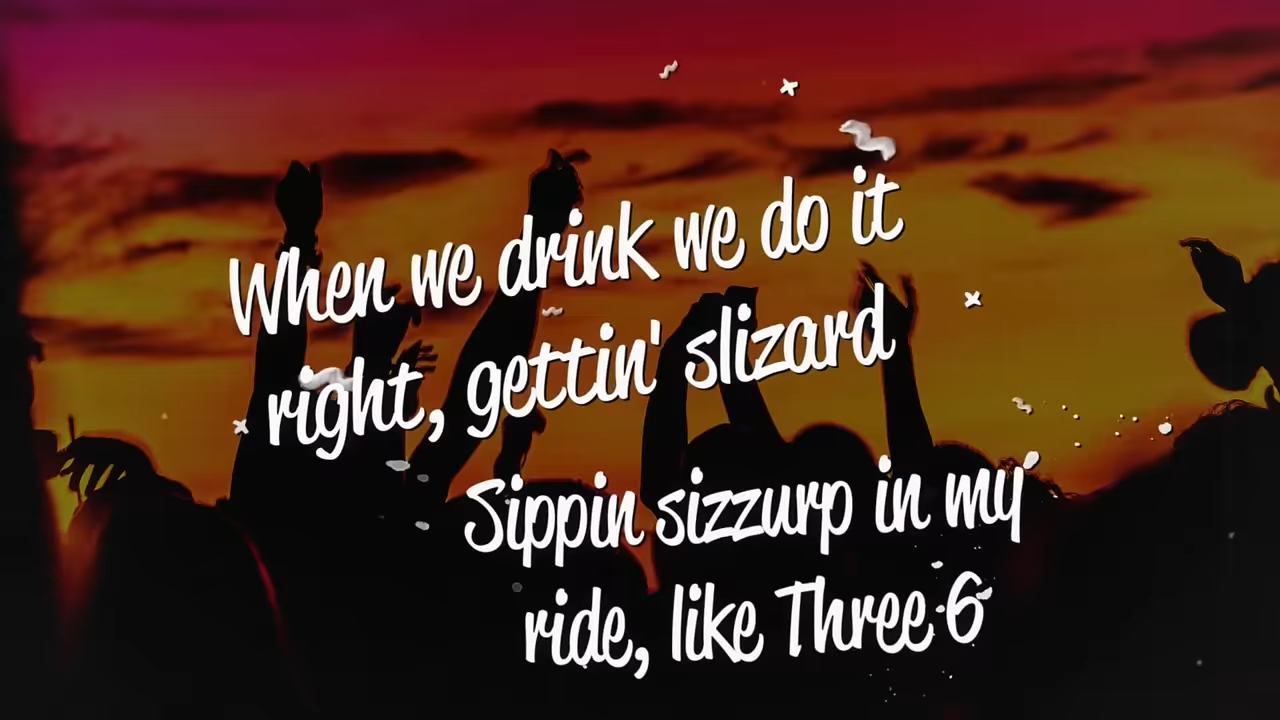 When we drink we do it
right, gettin' slizard
Sippin sizzurp in my
ride, like Three 6